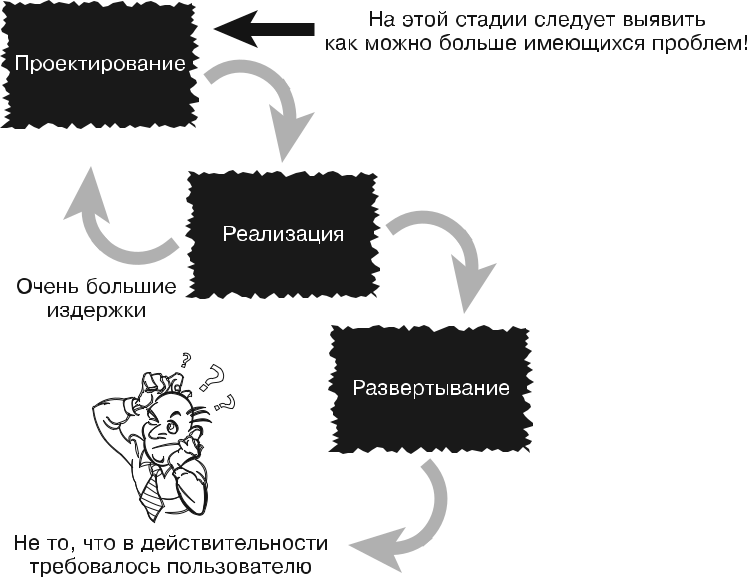 На этой стадии следует выявить
как можно больше имеющихся проблем!
Проектирование
Реализация
Очень большие
издержки
Развертывание
? ? ?
Не то, что в действительности
требовалось пользователю